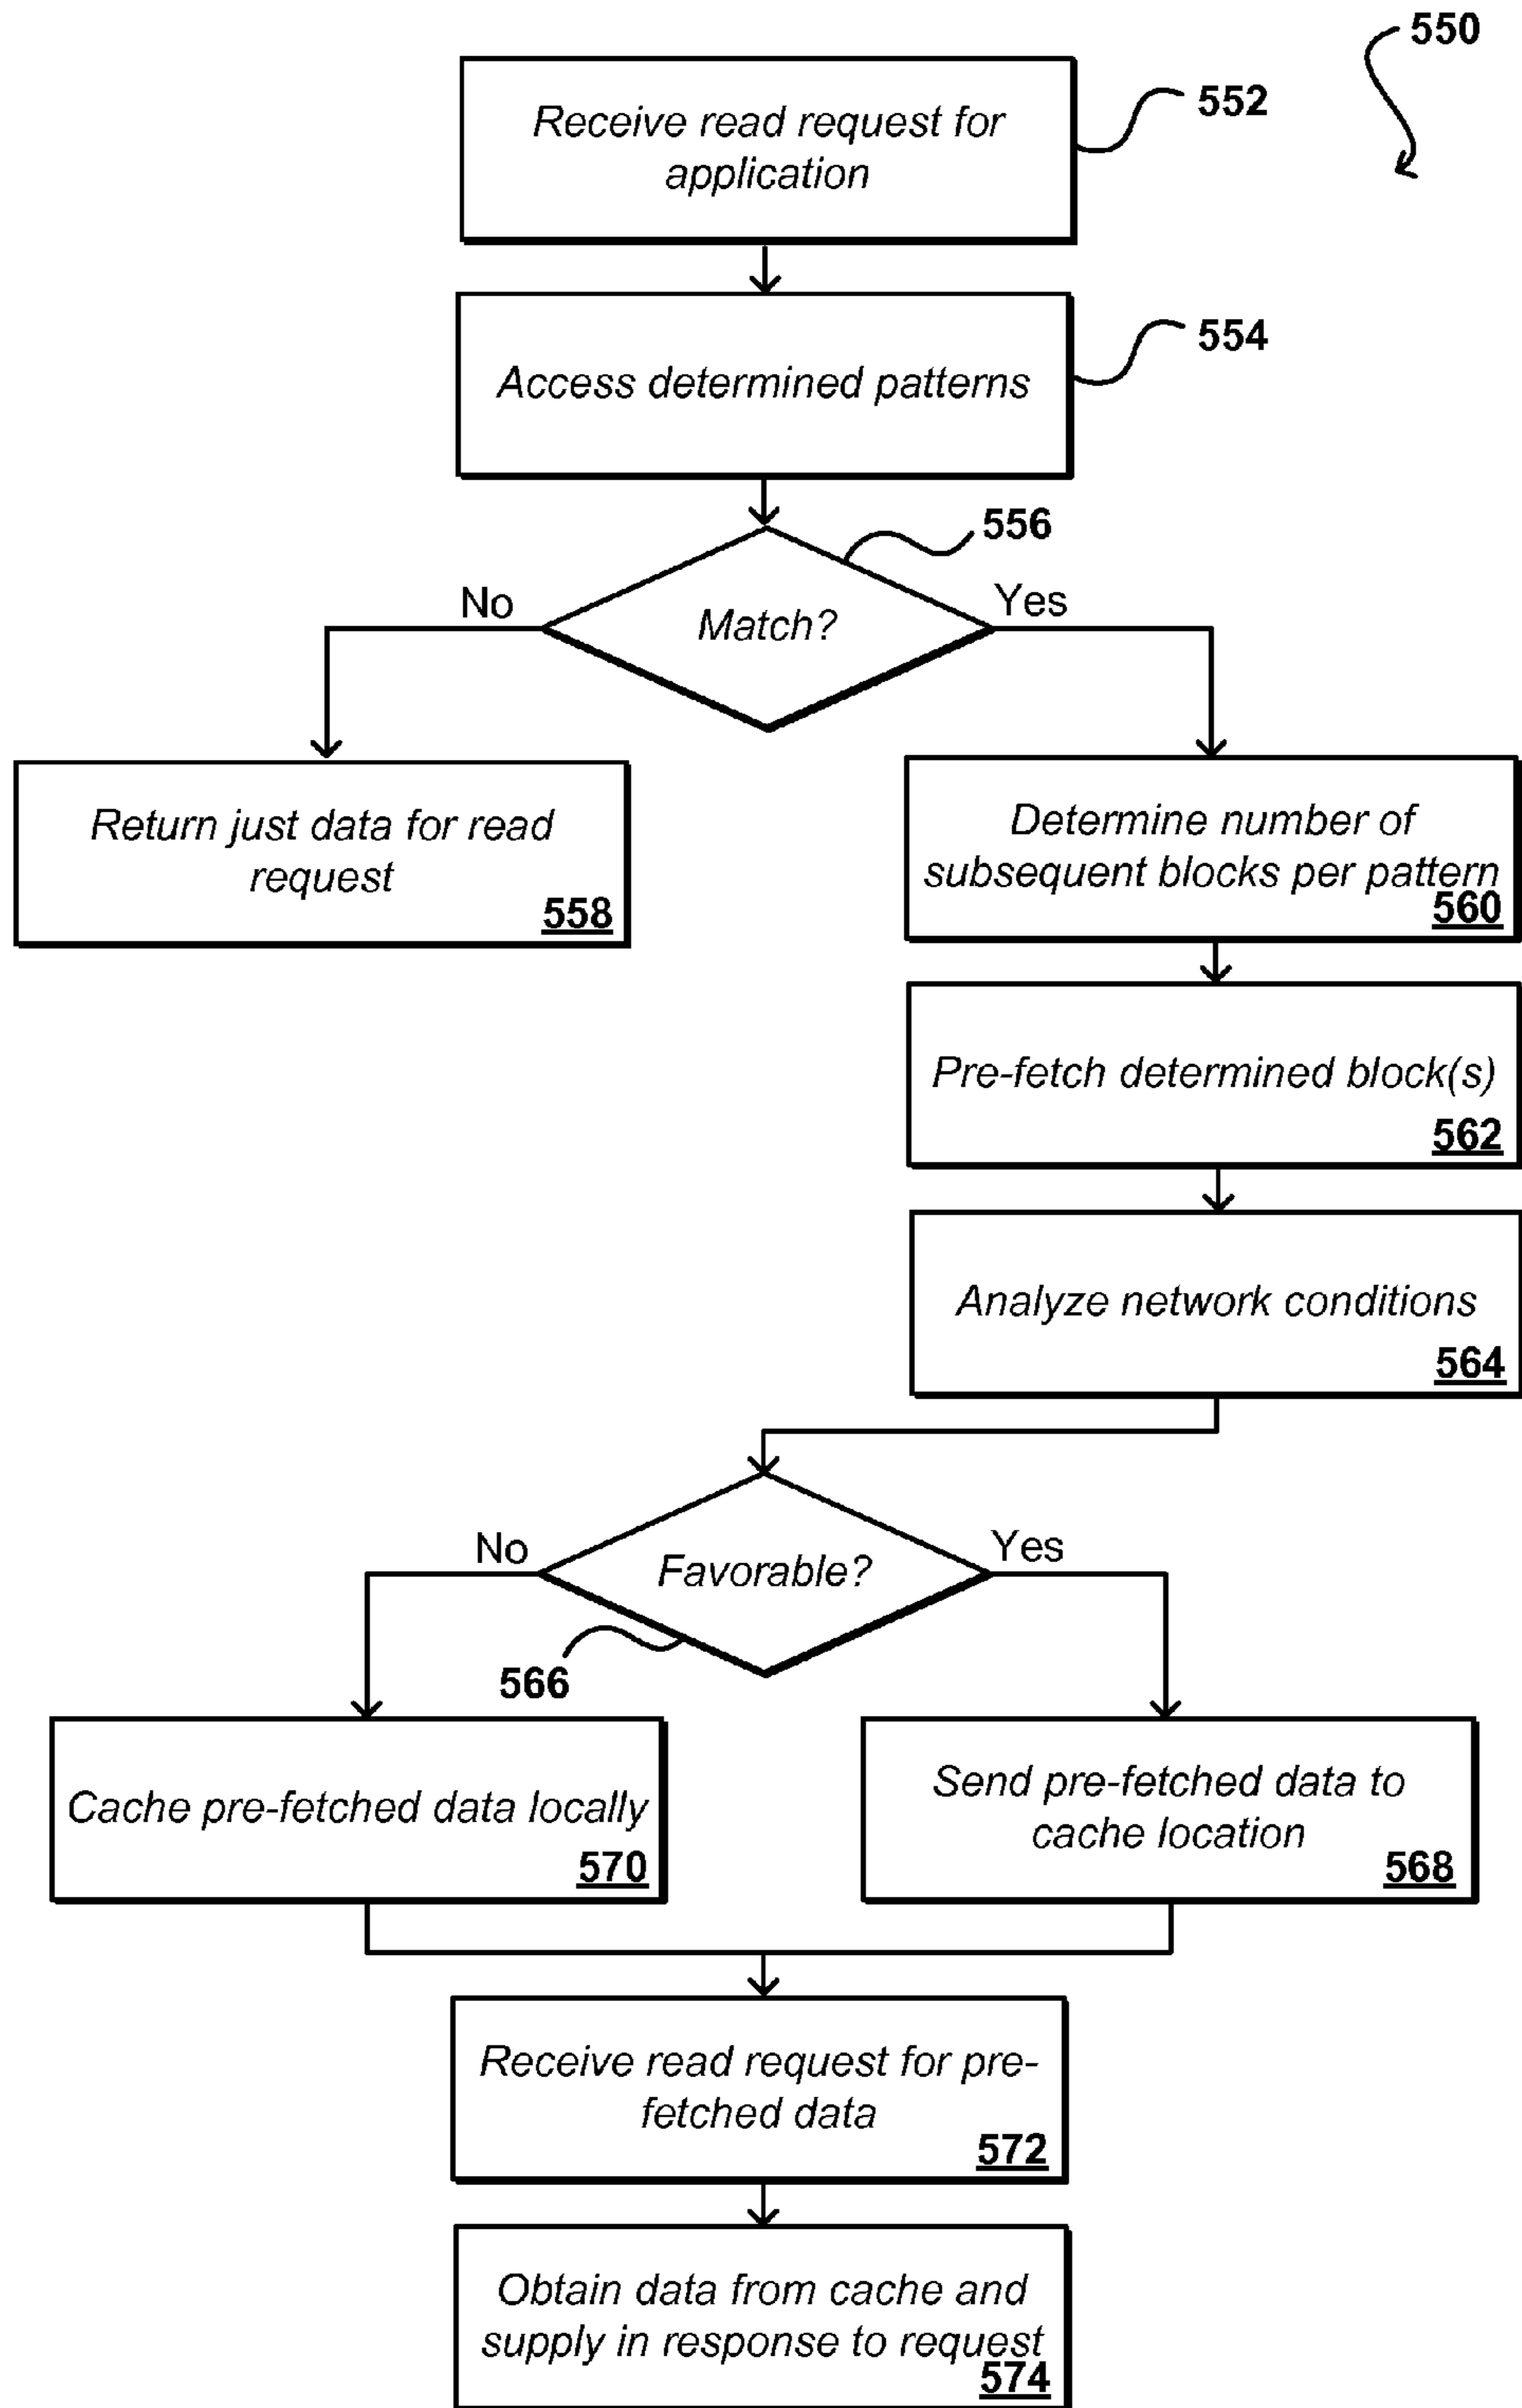 550
Receive read request for
application
552
Access determined patterns
554
556
No
Match?
Yes
Return just data for read
request
558
Determine number of
subsequent blocks per pattern
560
Pre-fetch determined block(s)
562
Analyze network conditions
564
No
Favorable?
Yes
566
Cache pre-fetched data locally
570
Send pre-fetched data to
cache location
568
Receive read request for pre-
fetched data
572
Obtain data from cache and
supply in response to request
574